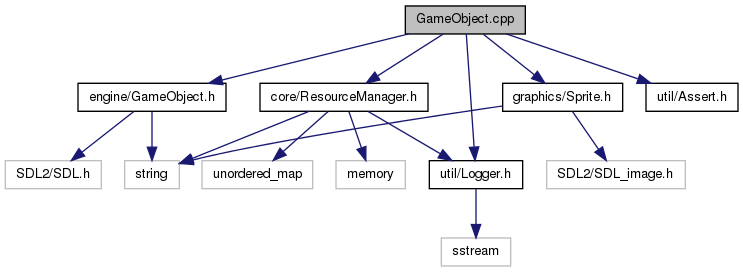 GameObject.cpp
engine/GameObject.h
core/ResourceManager.h
graphics/Sprite.h
util/Assert.h
SDL2/SDL.h
string
unordered_map
memory
util/Logger.h
SDL2/SDL_image.h
sstream